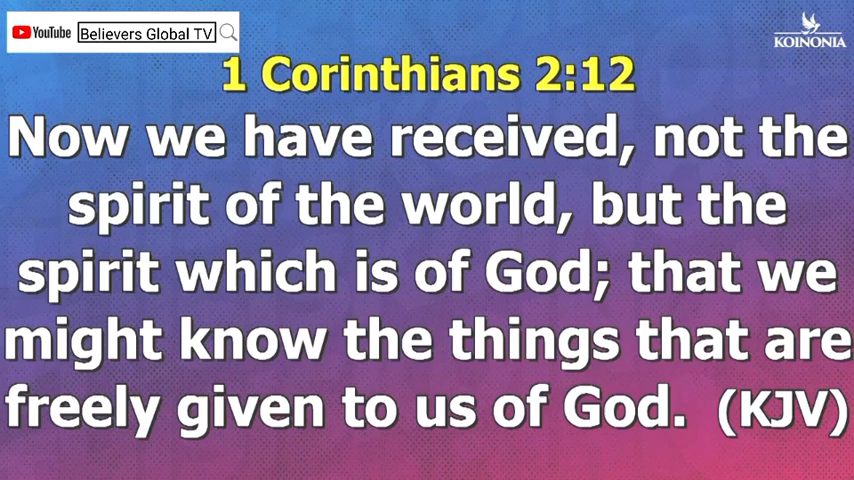 YouTube Believers Global TV
KOINONIA
1 Corinthians 2:12
Now we have received, not the
spirit of the world, but the
spirit which is of God; that we
might know the things that are
freely given to us of God. (KJV)